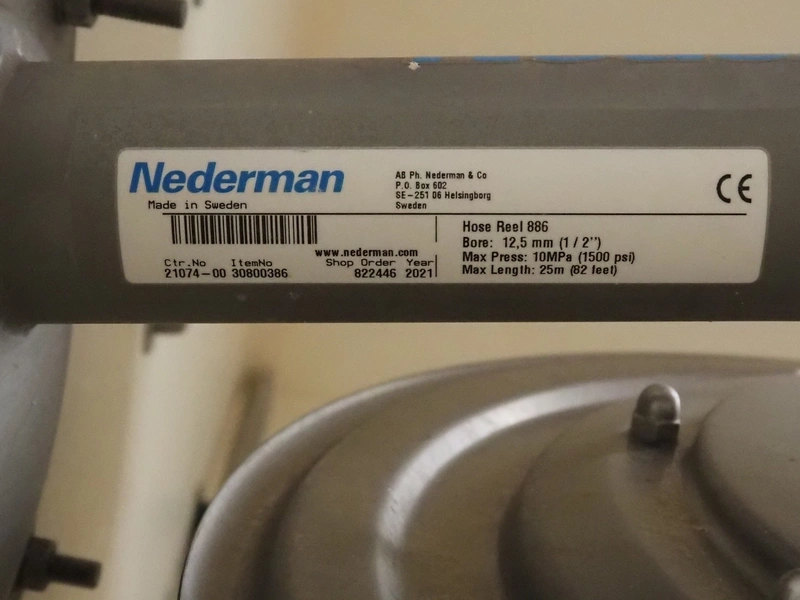 Nederman
Made in Sweden
AB Ph. Nederman & Co
P.O. Box 602
SE-251 06 Helsingborg
Sweden
CE
www.nederman.com
Ctr.No ItemNo Shop Order Year
21074-00 30800386 822446 2021
Hose Reel 886
Bore: 12,5 mm (1 / 2")
Max Press: 10MPa (1500 psi)
Max Length: 25m (82 feet)